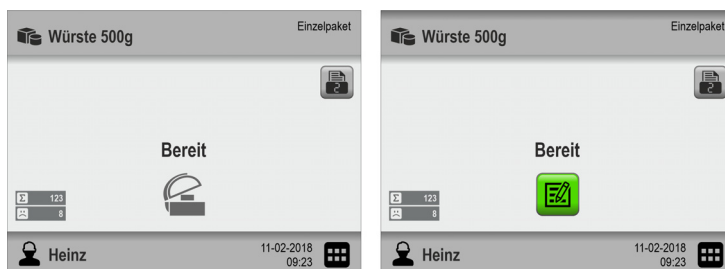 Würste 500g
Einzelpaket
Bereit
Σ 123
8
Heinz
11-02-2018
09:23
Würste 500g
Einzelpaket
Bereit
Σ 123
8
Heinz
11-02-2018
09:23